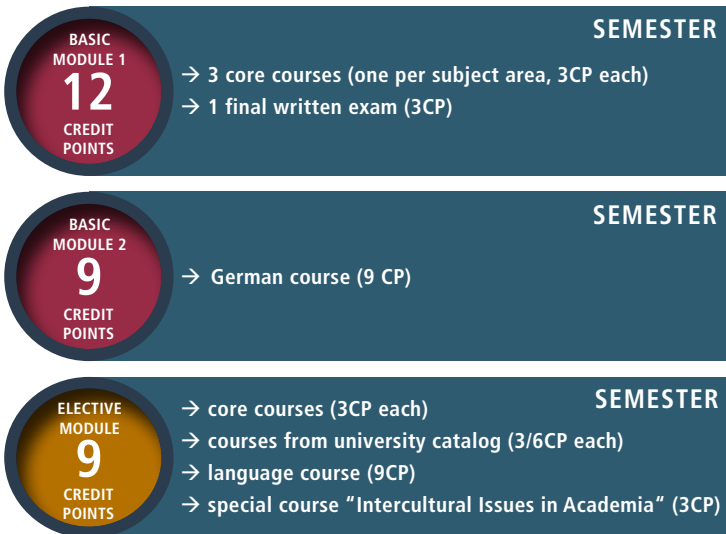 BASIC
MODULE 1
12
CREDIT
POINTS
SEMESTER
→ 3 core courses (one per subject area, 3CP each)
→ 1 final written exam (3CP)
BASIC
MODULE 2
9
CREDIT
POINTS
SEMESTER
→ German course (9 CP)
ELECTIVE
MODULE
9
CREDIT
POINTS
SEMESTER
→ core courses (3CP each)
→ courses from university catalog (3/6CP each)
→ language course (9CP)
→ special course "Intercultural Issues in Academia" (3CP)